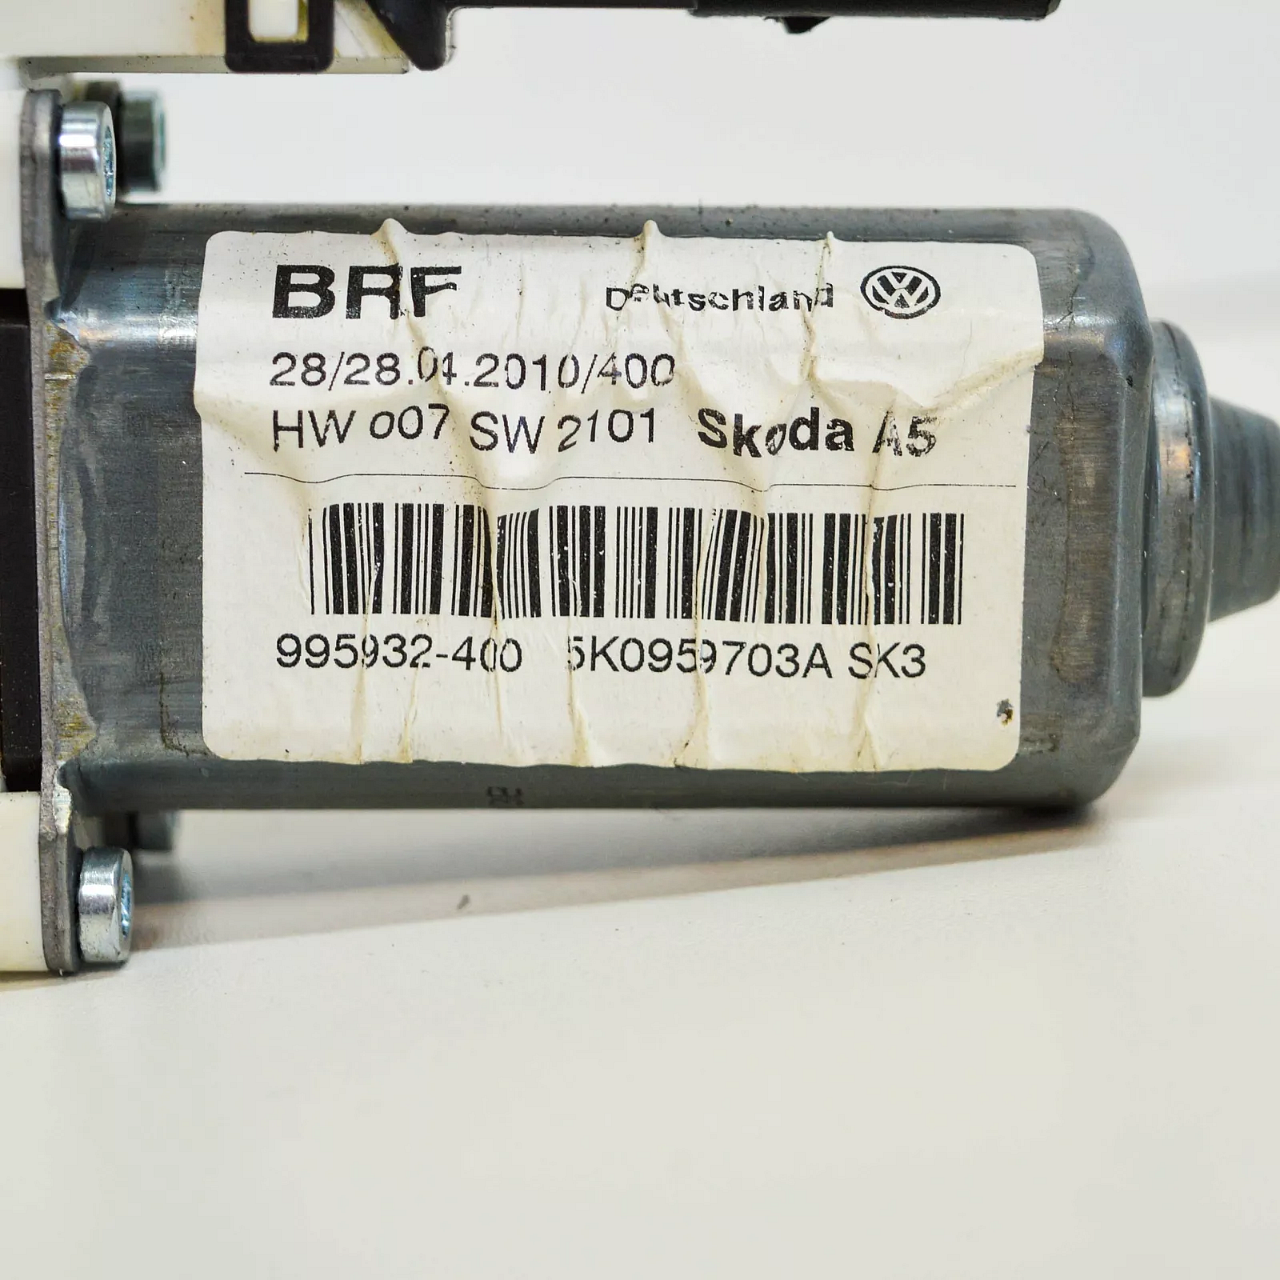 BRF Deutschland
28/28.04.2010/400
HW 007 SW 2101 Skoda A5
995932-400 5K0959703A SK3